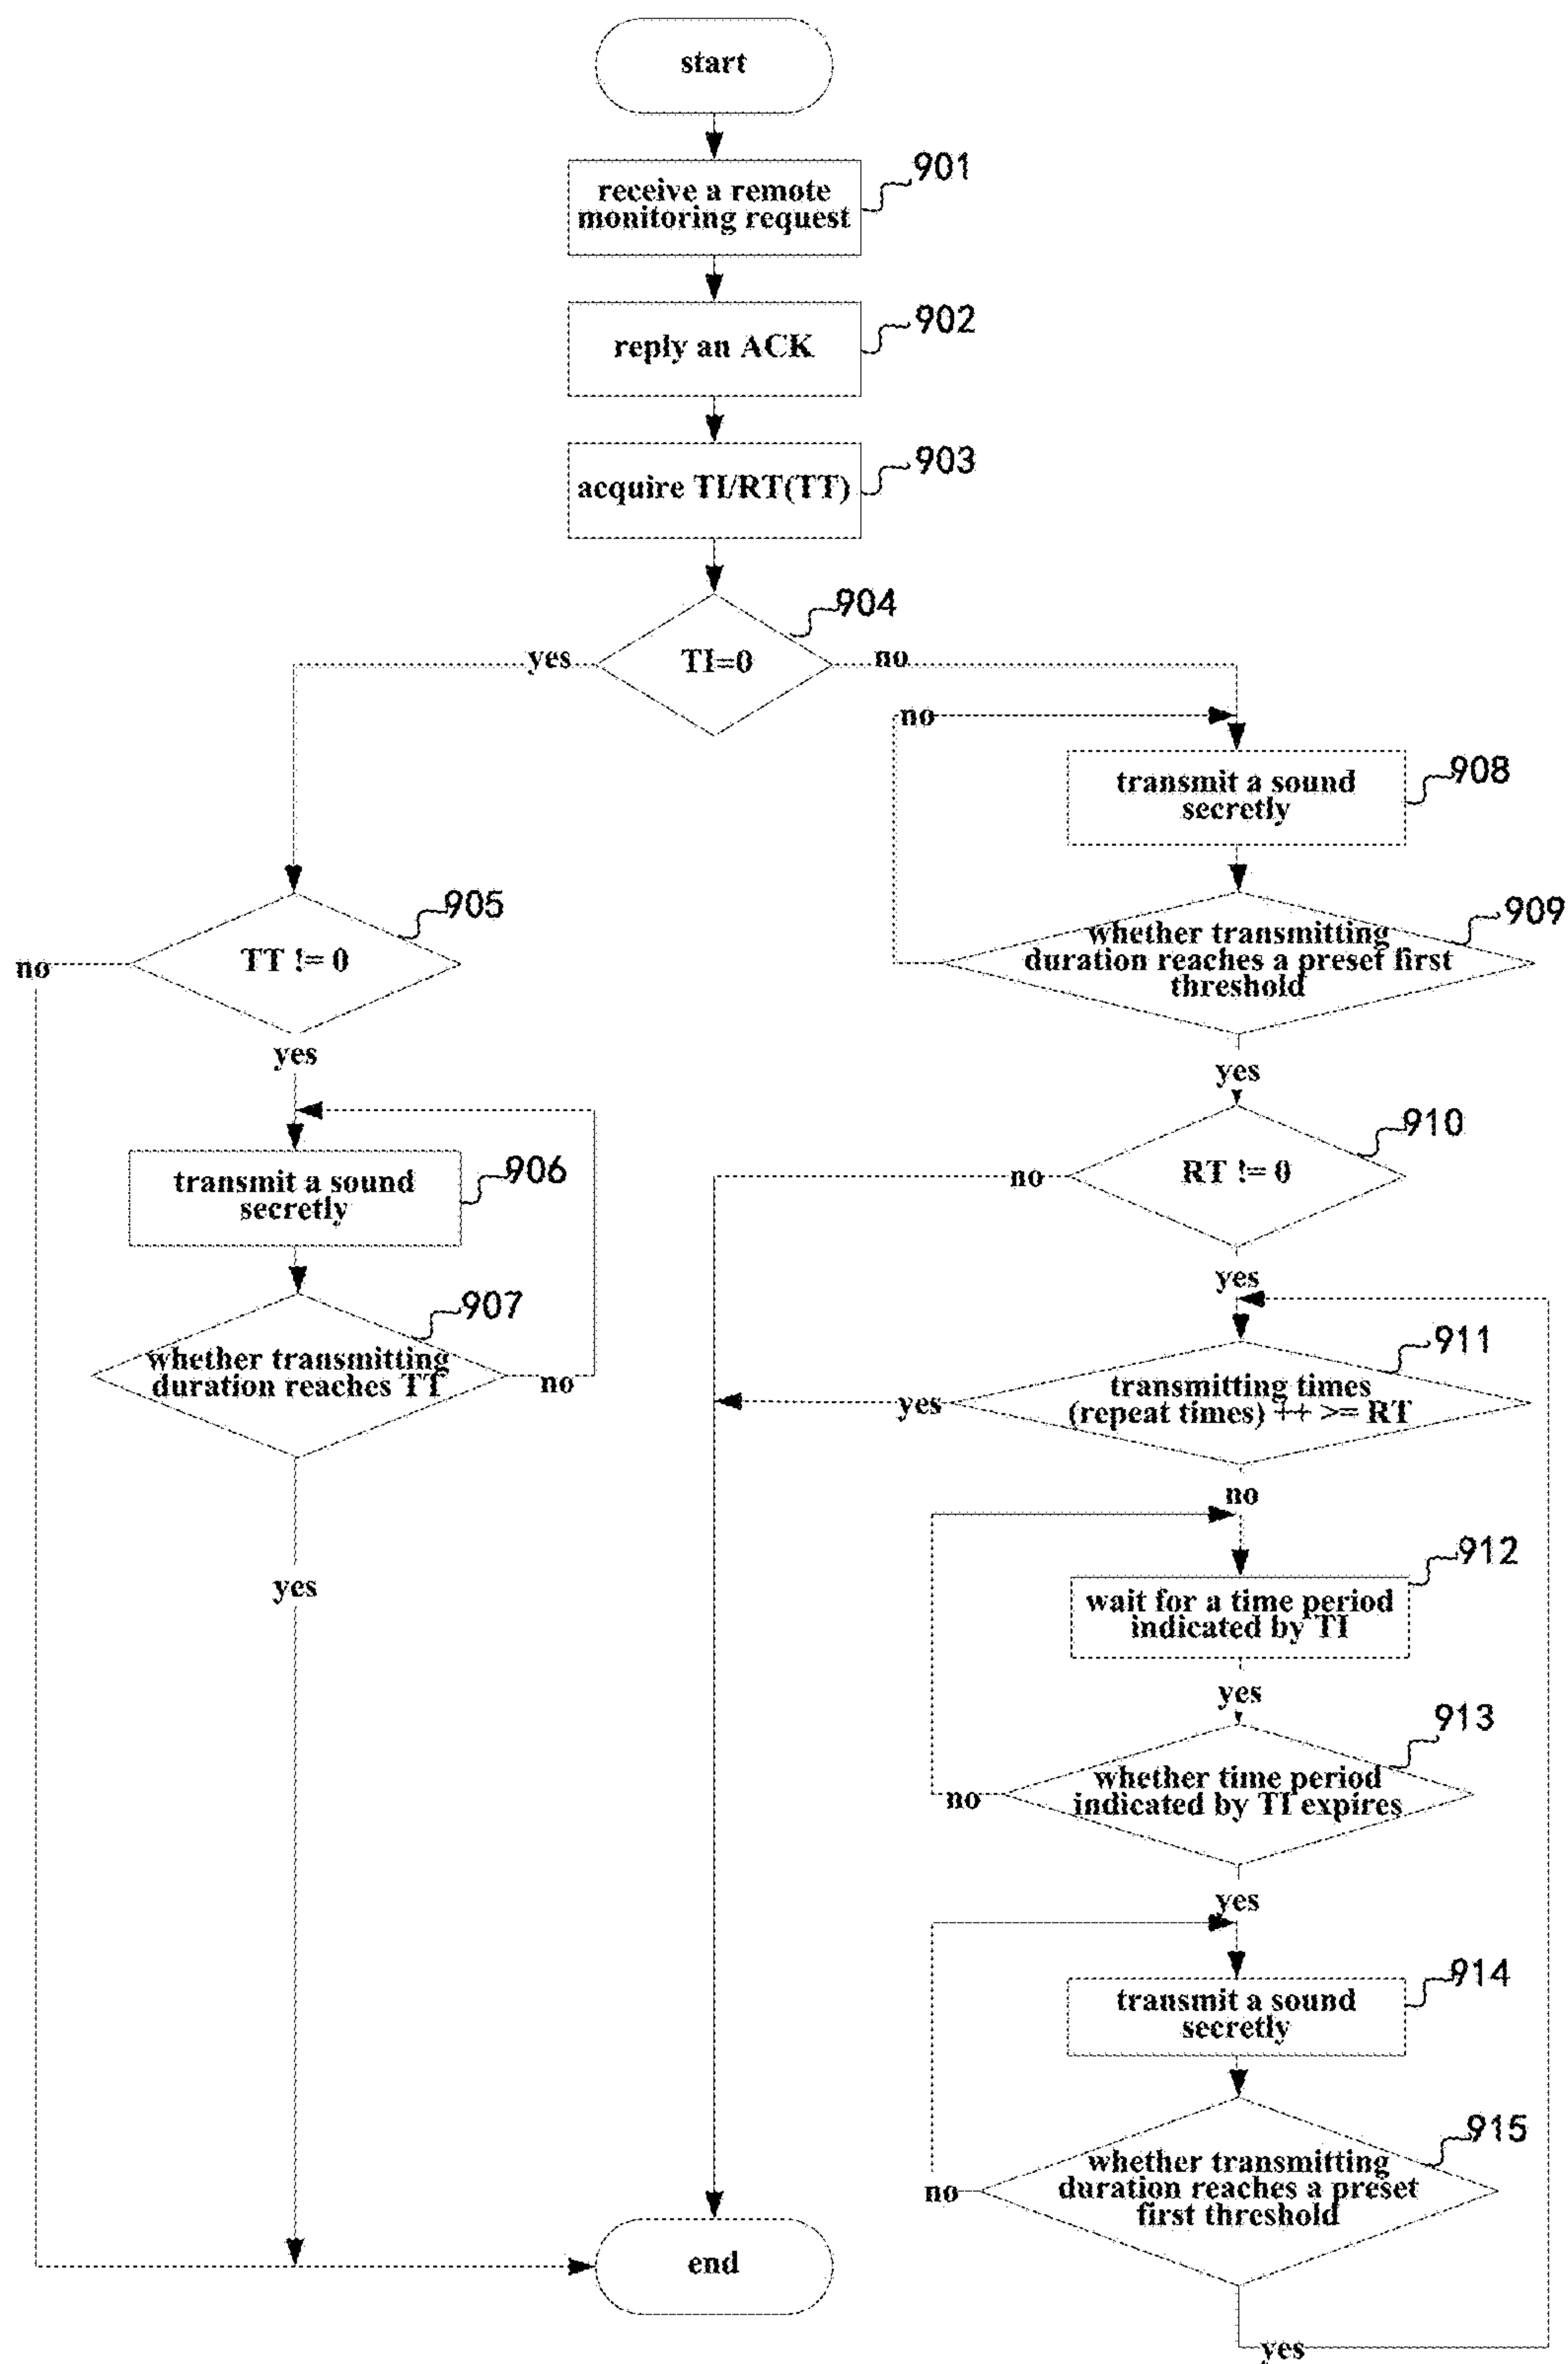 start
receive a remote
monitoring request
901
reply an ACK
902
acquire TI/RT(TT)
903
TI=0
904
yes
no
no
transmit a sound
secretly
908
TT != 0
905
no
yes
whether transmitting
duration reaches a preset first
threshold
909
no
yes
RT != 0
910
no
yes
transmit a sound
secretly
906
whether transmitting
duration reaches TT
907
no
yes
transmitting times
(repeat times) ++ >= RT
911
yes
no
wait for a time period
indicated by TI
912
yes
whether time period
indicated by TI expires
913
no
yes
transmit a sound
secretly
914
whether transmitting
duration reaches a preset
first threshold
915
no
yes
end